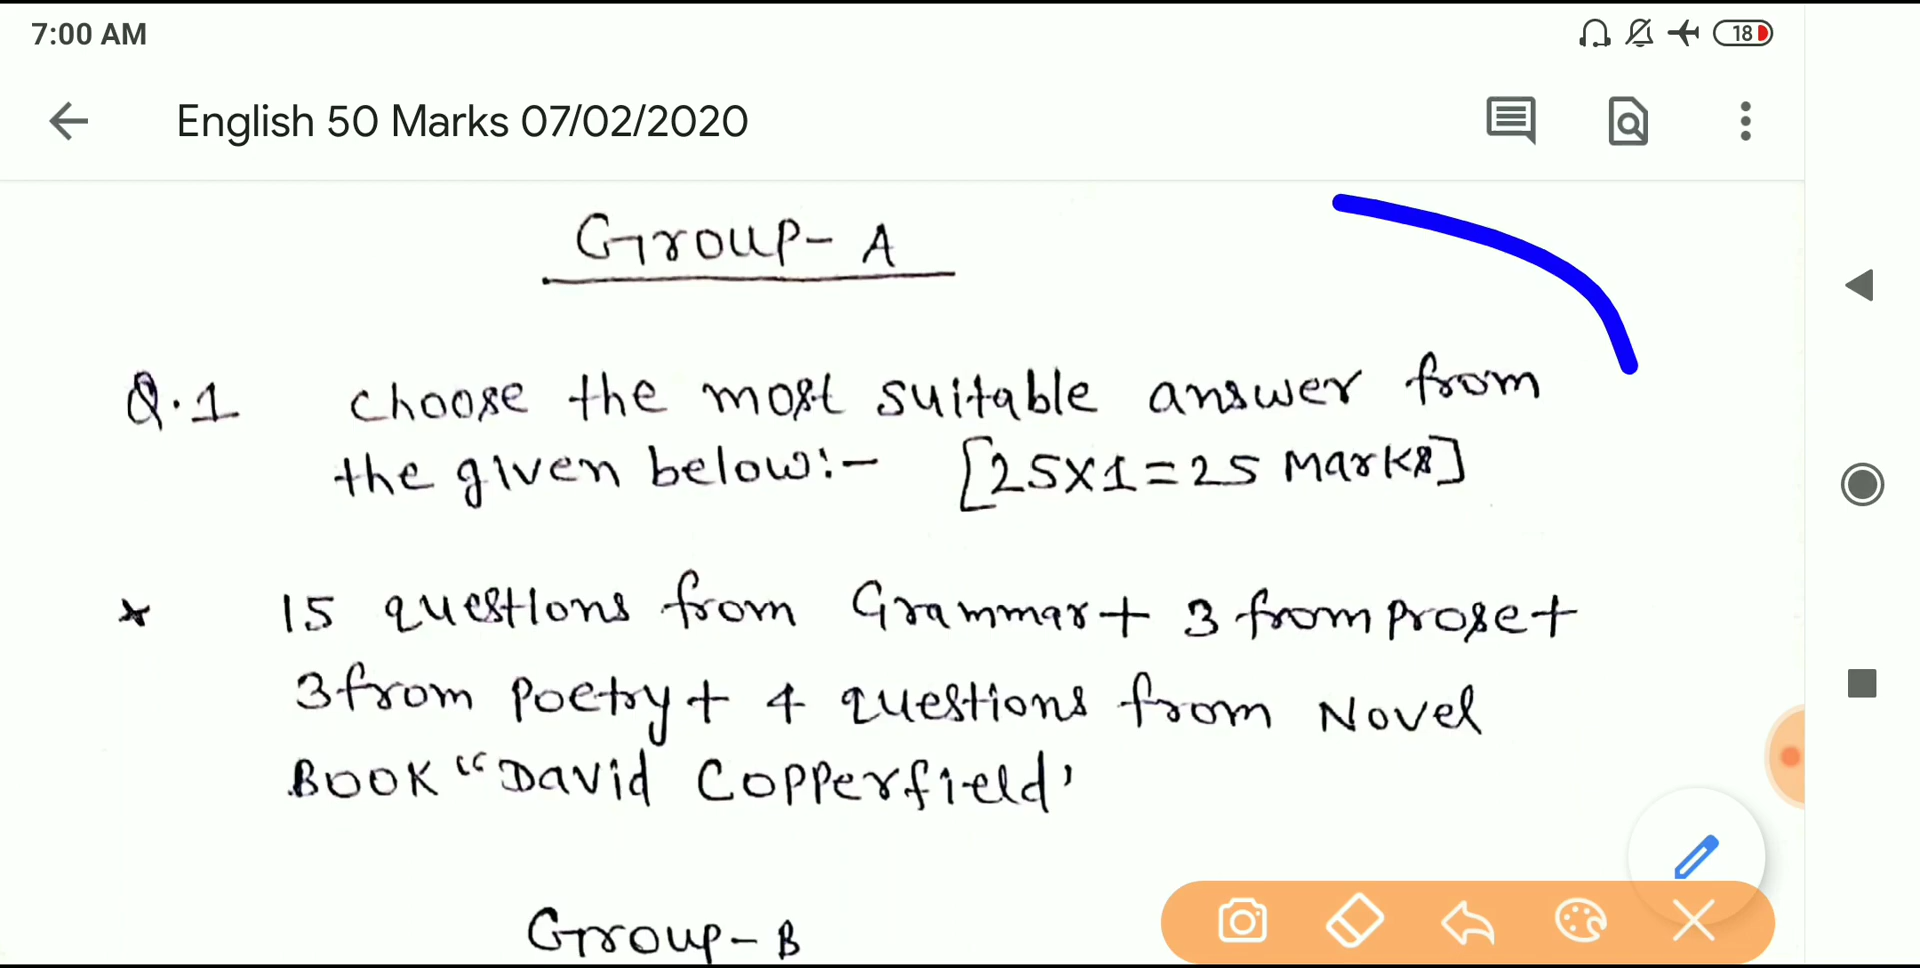 7:00 AM
18
English 50 Marks 07/02/2020
Group- A
Q.1 choose the most suitable answer from
the given below:- [25x1=25 Marks]
* 15 questions from Grammar + 3 from prose +
3 from poetry + 4 questions from Novel
BOOK "David Copperfield'
Group-B